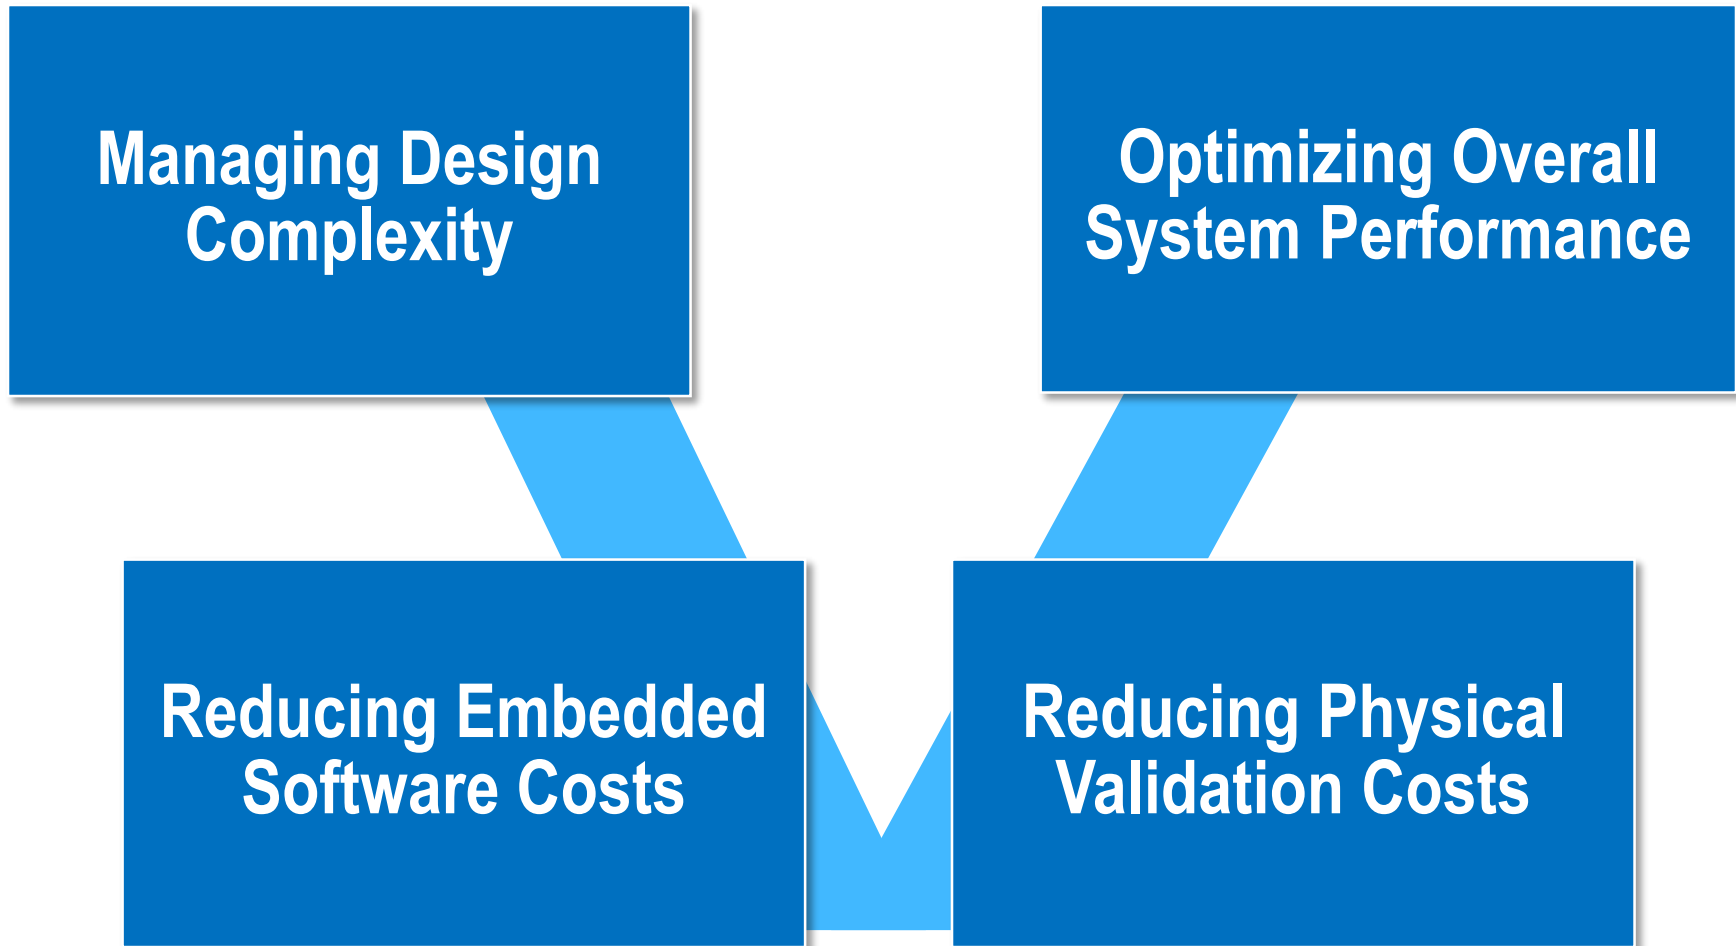 Managing Design
Complexity
Optimizing Overall
System Performance
Reducing Embedded
Software Costs
Reducing Physical
Validation Costs